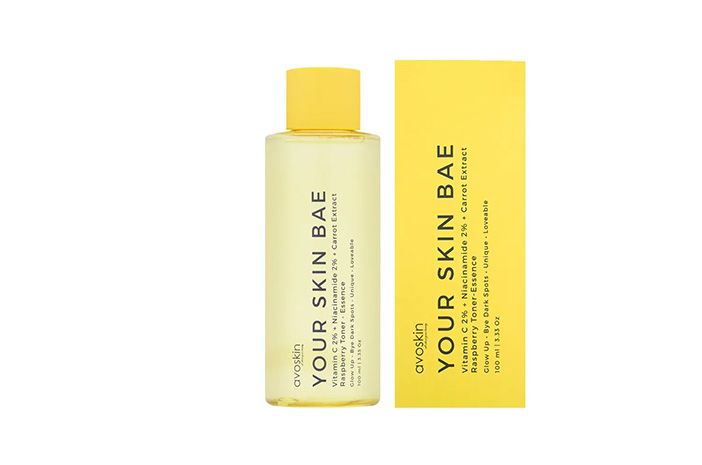 avoskin
YOUR SKIN BAE
Vitamin C 2% + Niacinamide 2% + Carrot Extract
Raspberry Toner-Essence
Glow Up • Bye Dark Spots • Unique • Loveable
100 ml | 3.35 Oz
avoskin
YOUR SKIN BAE
Vitamin C 2% + Niacinamide 2% + Carrot Extract
Raspberry Toner-Essence
Glow Up • Bye Dark Spots • Unique • Loveable
100 ml | 3.35 Oz